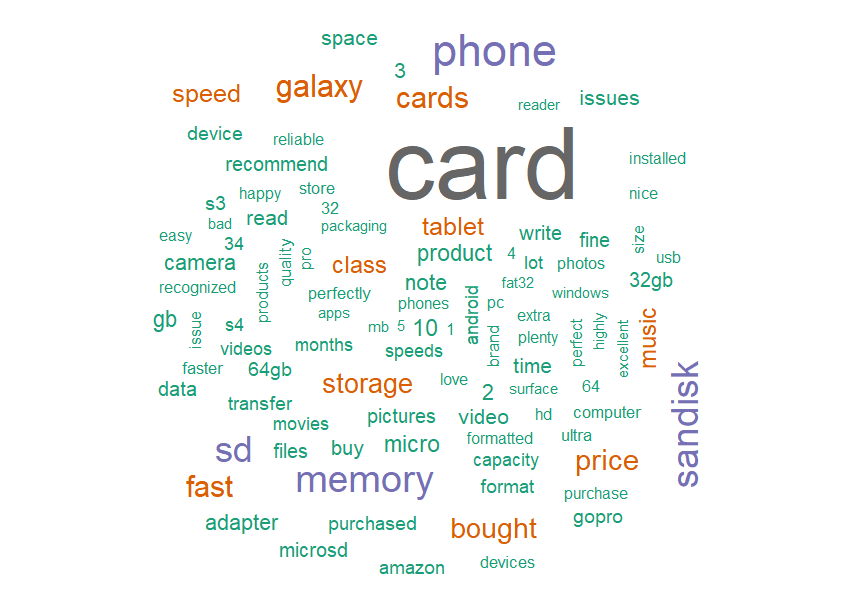 space
phone
3
galaxy
speed
cards
issues
reader
device
reliable
card
installed
recommend
happy
store
nice
s3
32
read
bad
packaging
tablet
write
easy
34
fine
size
quality
pro
product
4
usb
camera
class
lot
photos
products
note
fat32
32gb
recognized
perfectly
windows
phones
pc
android
apps
extra
gb
issue
s4
mb
5
10
1
brand
plenty
perfect
highly
excellent
music
videos
months
speeds
faster
64gb
time
storage
love
data
2
surface
64
sandisk
transfer
movies
pictures
video
hd
computer
sd
files
buy
micro
formatted
ultra
capacity
price
fast
memory
format
purchase
adapter
purchased
bought
gopro
microsd
amazon
devices